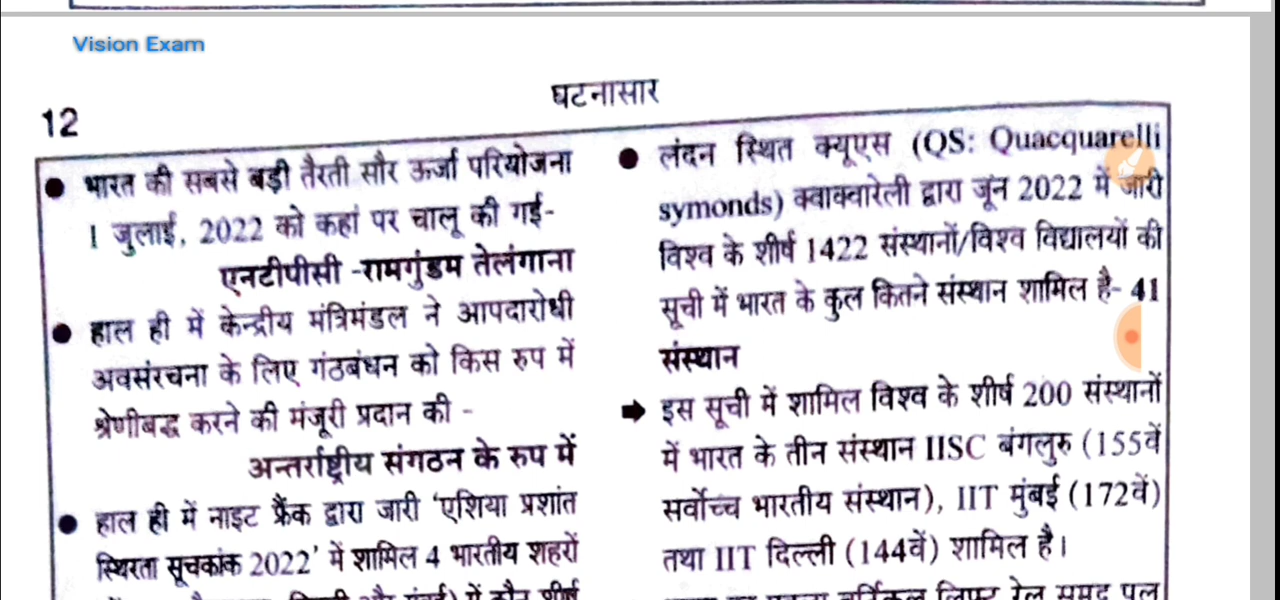 Vision Exam
12
घटनासार
● भारत की सबसे बड़ी तैरती सौर ऊर्जा परियोजना
1 जुलाई, 2022 को कहां पर चालू की गई-
एनटीपीसी -रामगुंडम तेलंगाना
● हाल ही में केन्द्रीय मंत्रिमंडल ने आपदारोधी
अवसंरचना के लिए गंठबंधन को किस रुप में
श्रेणीबद्ध करने की मंजूरी प्रदान की -
अन्तर्राष्ट्रीय संगठन के रुप में
● हाल ही में नाइट फ्रैंक द्वारा जारी 'एशिया प्रशांत
स्थिरता सूचकांक 2022' में शामिल 4 भारतीय शहरों
● लंदन स्थित क्यूएस (QS: Quacquarelli
symonds) क्वाक्वारेली द्वारा जून 2022 में जारी
विश्व के शीर्ष 1422 संस्थानों/विश्व विद्यालयों की
सूची में भारत के कुल कितने संस्थान शामिल है- 41
संस्थान
➡ इस सूची में शामिल विश्व के शीर्ष 200 संस्थानों
में भारत के तीन संस्थान IISC बंगलुरु (155वें
सर्वोच्च भारतीय संस्थान), IIT मुंबई (172वें)
तथा IIT दिल्ली (144वें) शामिल है।